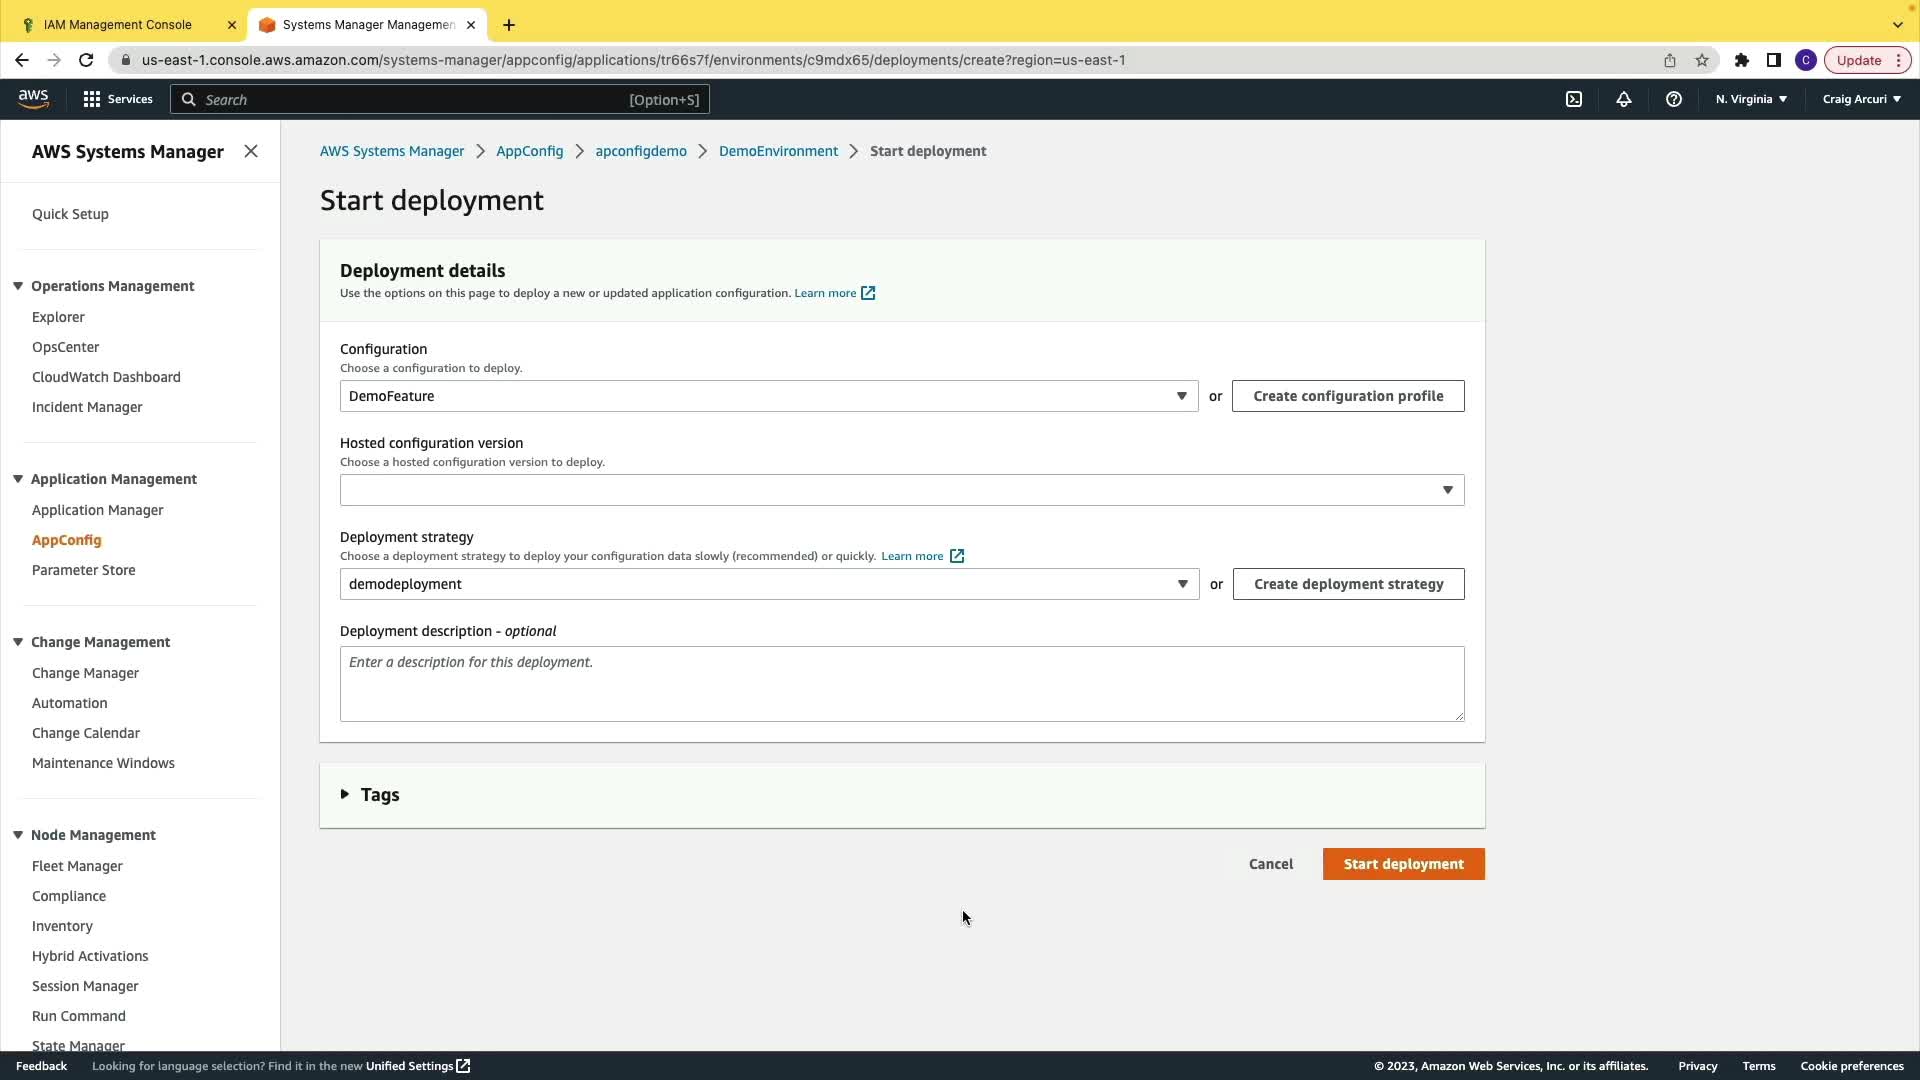 IAM Management Console
Systems Manager Managemen
us-east-1.console.aws.amazon.com/systems-manager/appconfig/applications/tr66s7f/environments/c9mdx65/deployments/create?region=us-east-1
C
Update
aws
Services
Search
[Option+S]
N. Virginia
Craig Arcuri
AWS Systems Manager
Quick Setup
Operations Management
Explorer
OpsCenter
CloudWatch Dashboard
Incident Manager
Application Management
Application Manager
AppConfig
Parameter Store
Change Management
Change Manager
Automation
Change Calendar
Maintenance Windows
Node Management
Fleet Manager
Compliance
Inventory
Hybrid Activations
Session Manager
Run Command
State Manager
AWS Systems Manager > AppConfig > apconfigdemo > DemoEnvironment > Start deployment
Start deployment
Deployment details
Use the options on this page to deploy a new or updated application configuration. Learn more
Configuration
Choose a configuration to deploy.
DemoFeature
or
Create configuration profile
Hosted configuration version
Choose a hosted configuration version to deploy.
Deployment strategy
Choose a deployment strategy to deploy your configuration data slowly (recommended) or quickly. Learn more
demodeployment
or
Create deployment strategy
Deployment description - optional
Enter a description for this deployment.
Tags
Cancel
Start deployment
Feedback
Looking for language selection? Find it in the new Unified Settings
© 2023, Amazon Web Services, Inc. or its affiliates.
Privacy
Terms
Cookie preferences